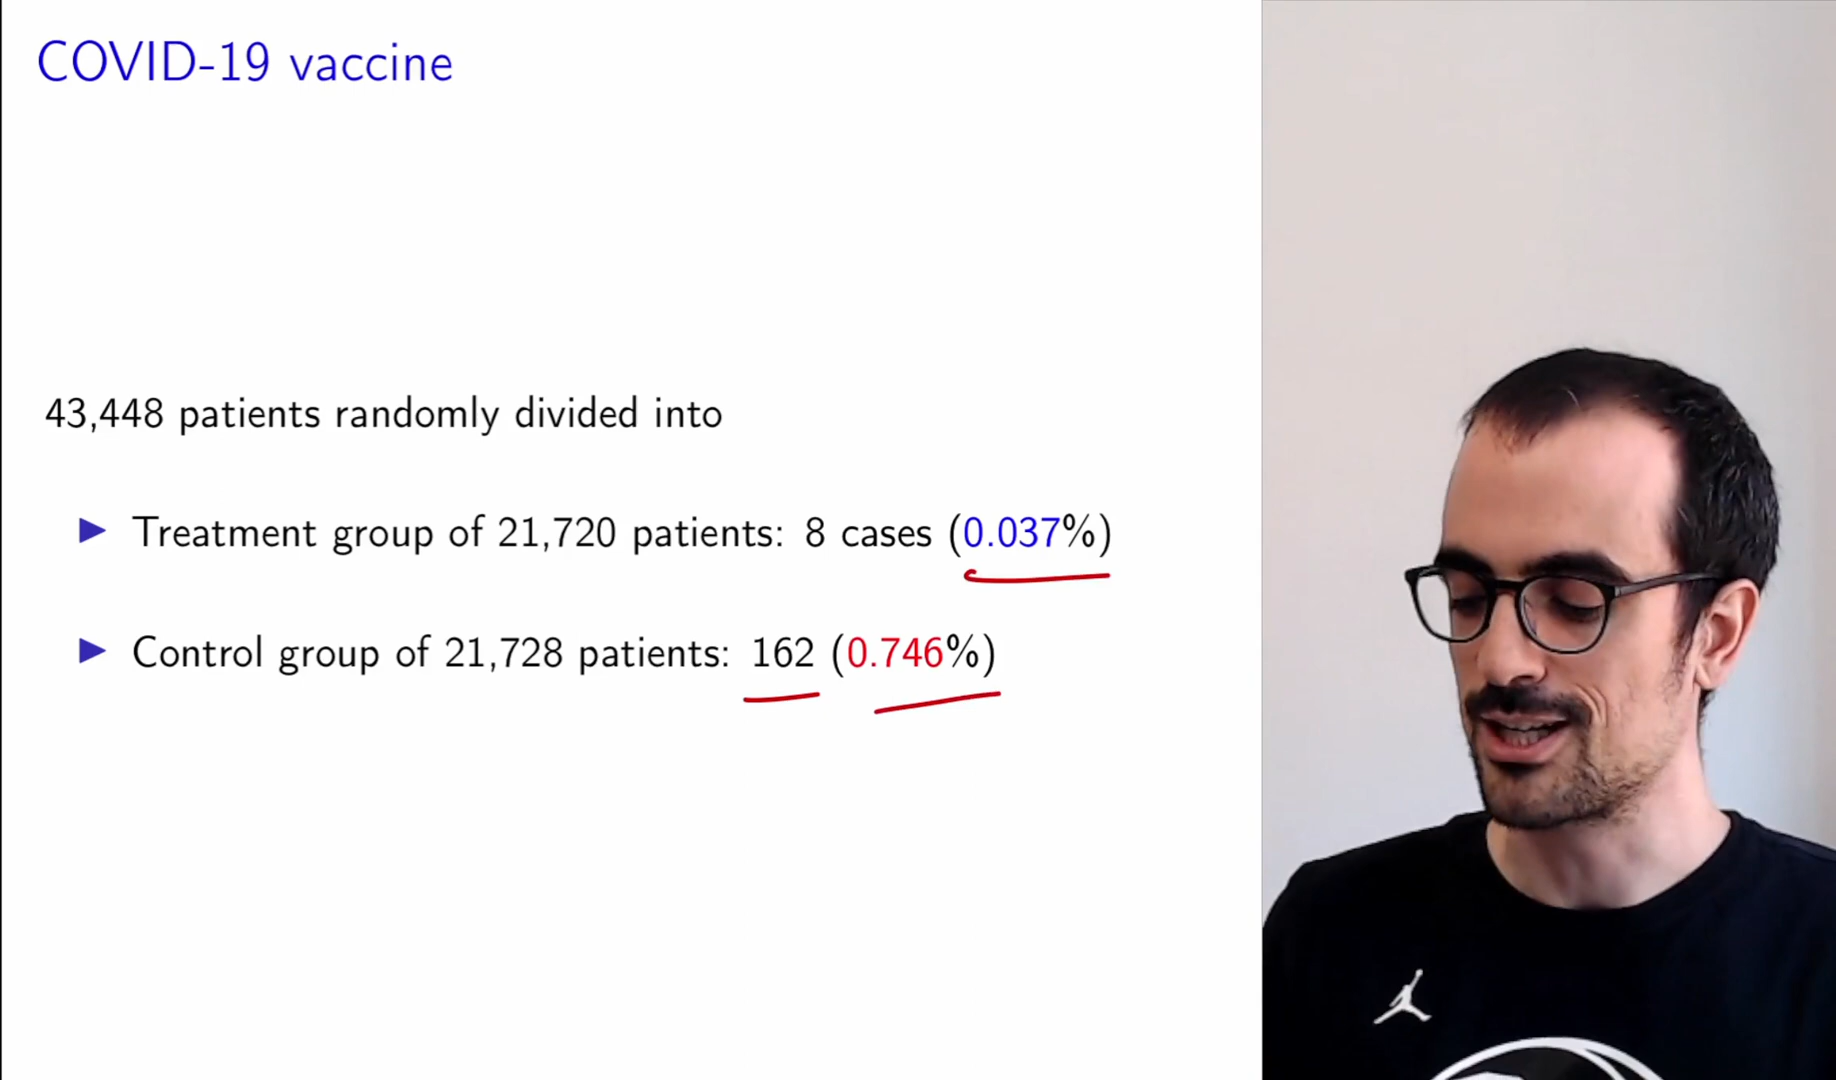 COVID-19 vaccine
43,448 patients randomly divided into
▶ Treatment group of 21,720 patients: 8 cases (0.037%)
▶ Control group of 21,728 patients: 162 (0.746%)